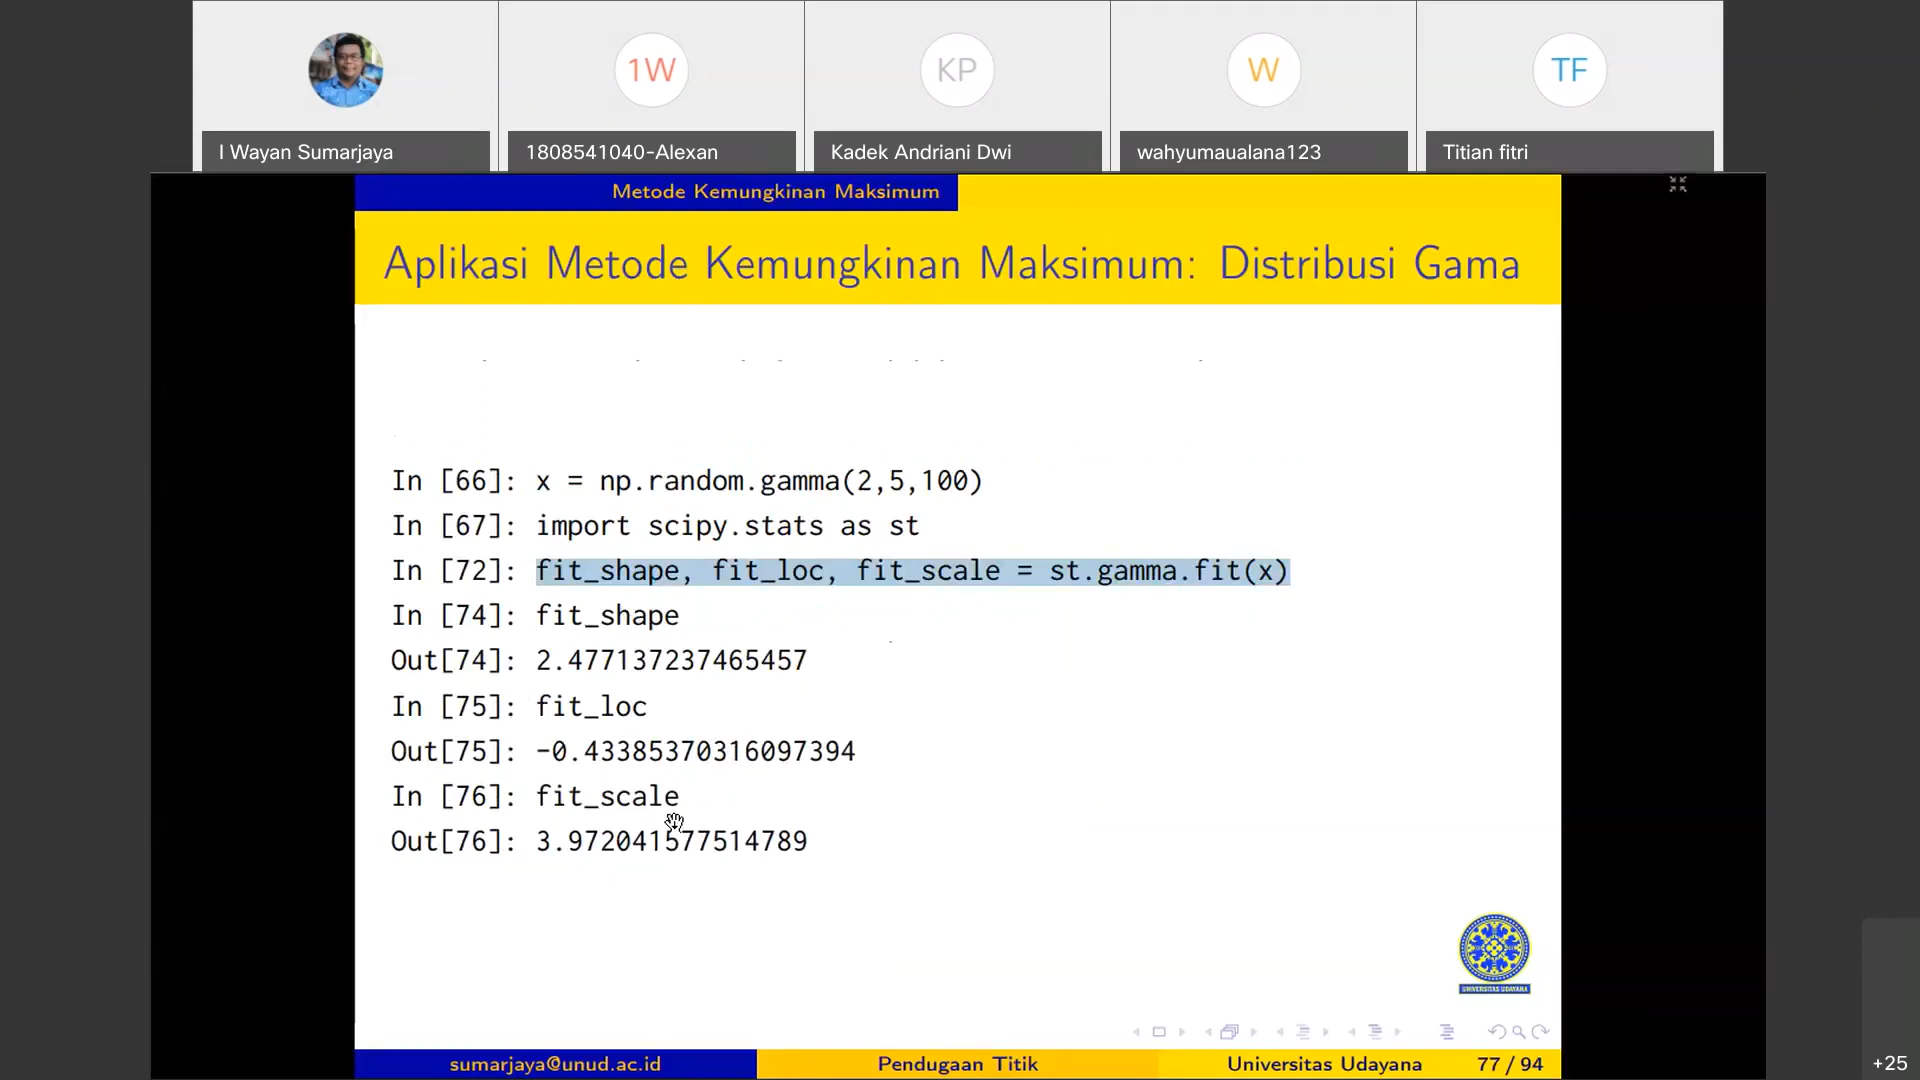 1W
KP
W
TF
I Wayan Sumarjaya
1808541040-Alexan
Kadek Andriani Dwi
wahyumaualana123
Titian fitri
Metode Kemungkinan Maksimum
Aplikasi Metode Kemungkinan Maksimum: Distribusi Gama
In [66]: x = np.random.gamma(2,5,100)
In [67]: import scipy.stats as st
In [72]: fit_shape, fit_loc, fit_scale = st.gamma.fit(x)
In [74]: fit_shape
Out[74]: 2.477137237465457
In [75]: fit_loc
Out[75]: -0.43385370316097394
In [76]: fit_scale
Out[76]: 3.972041577514789
UNIVERSITAS UDAYANA
sumarjaya@unud.ac.id
Pendugaan Titik
Universitas Udayana
77 / 94
+25